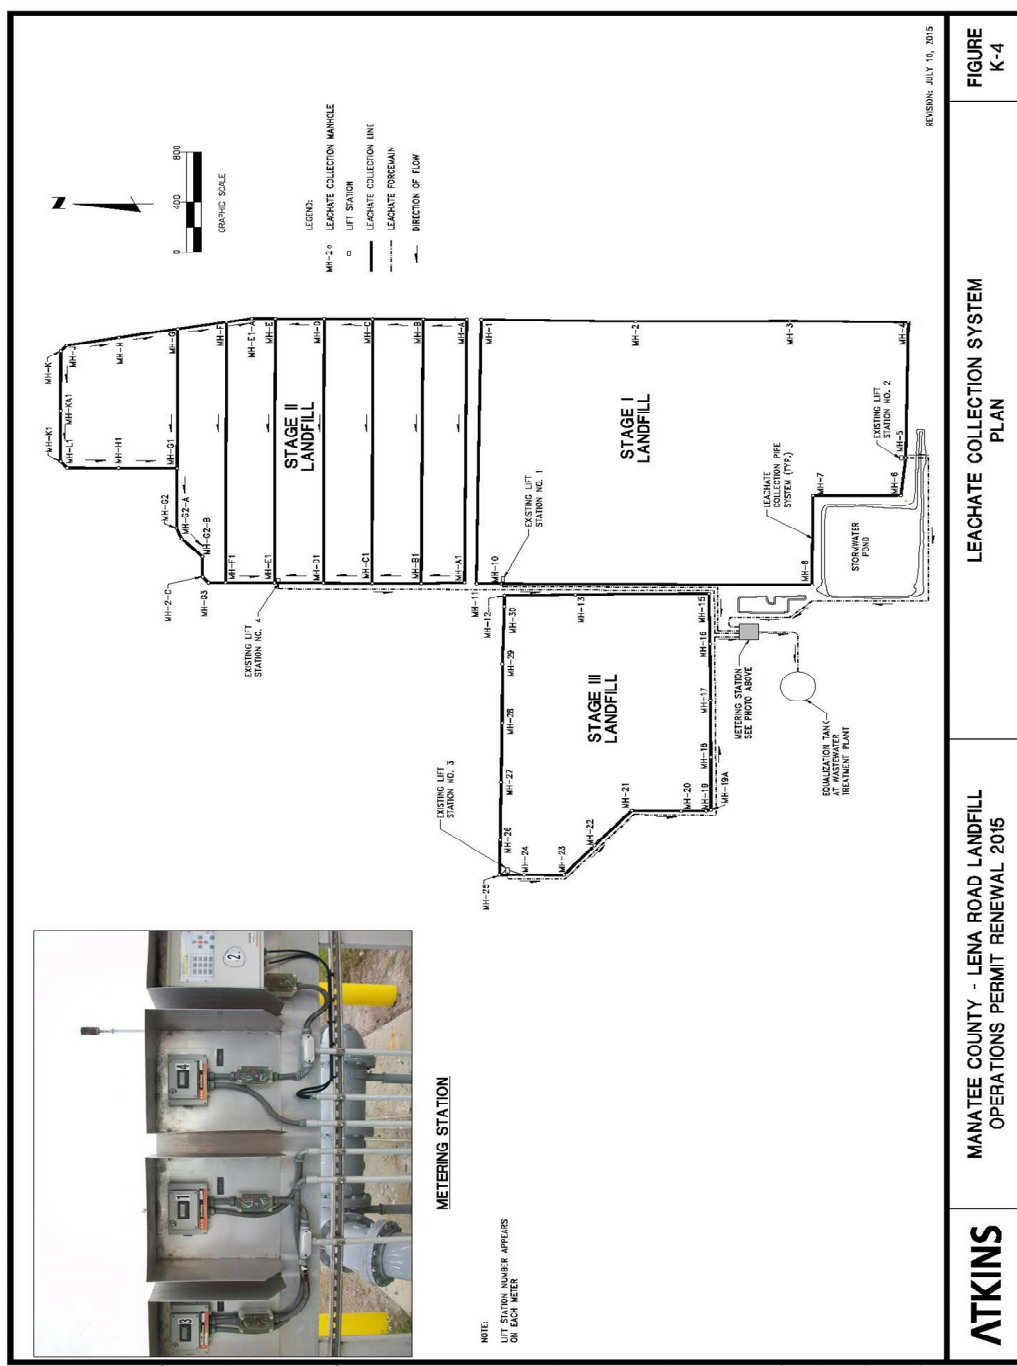 3
11
14
2
METERING STATION
NOTE:
LIFT STATION NUMBER APPEARS
ON EACH METER
N
0
400
800
GRAPHIC SCALE
LEGEND:
MH-2
LEACHATE COLLECTION MANHOLE
LIFT STATION
LEACHATE COLLECTION LINE
LEACHATE FORCEMAIN
DIRECTION OF FLOW
MH-K1
MH-KA1
MH-K
MH-L1
MH-J
MH-H1
MH-H
MH-G1
MH-G
MH-G2
MH-G2-A
MH-G2-B
MH-2-C
MH-G3
MH-F1
MH-F
MH-E1-A
MH-E1
MH-E
EXISTING LIFT
STATION NO. 4
STAGE II
LANDFILL
MH-D1
MH-D
MH-C1
MH-C
MH-B1
MH-B
MH-A1
MH-A
MH-11
MH-10
MH-1
EXISTING LIFT
STATION NO. 1
MH-12
MH-30
MH-29
MH-28
MH-27
MH-26
MH-25
EXISTING LIFT
STATION NO. 3
MH-24
MH-23
MH-22
MH-21
MH-20
MH-19
MH-19A
MH-18
MH-17
MH-16
MH-15
MH-13
STAGE III
LANDFILL
STAGE I
LANDFILL
MH-2
MH-3
MH-4
EXISTING LIFT
STATION NO. 2
MH-5
MH-6
MH-7
MH-8
LEACHATE
COLLECTION PIPE
SYSTEM (TYP.)
STORMWATER
POND
METERING STATION
SEE PHOTO ABOVE
EQUALIZATION TANK
AT WASTEWATER
TREATMENT PLANT
REVISION: JULY 10, 2015
ATKINS
MANATEE COUNTY - LENA ROAD LANDFILL
OPERATIONS PERMIT RENEWAL 2015
LEACHATE COLLECTION SYSTEM
PLAN
FIGURE
K-4